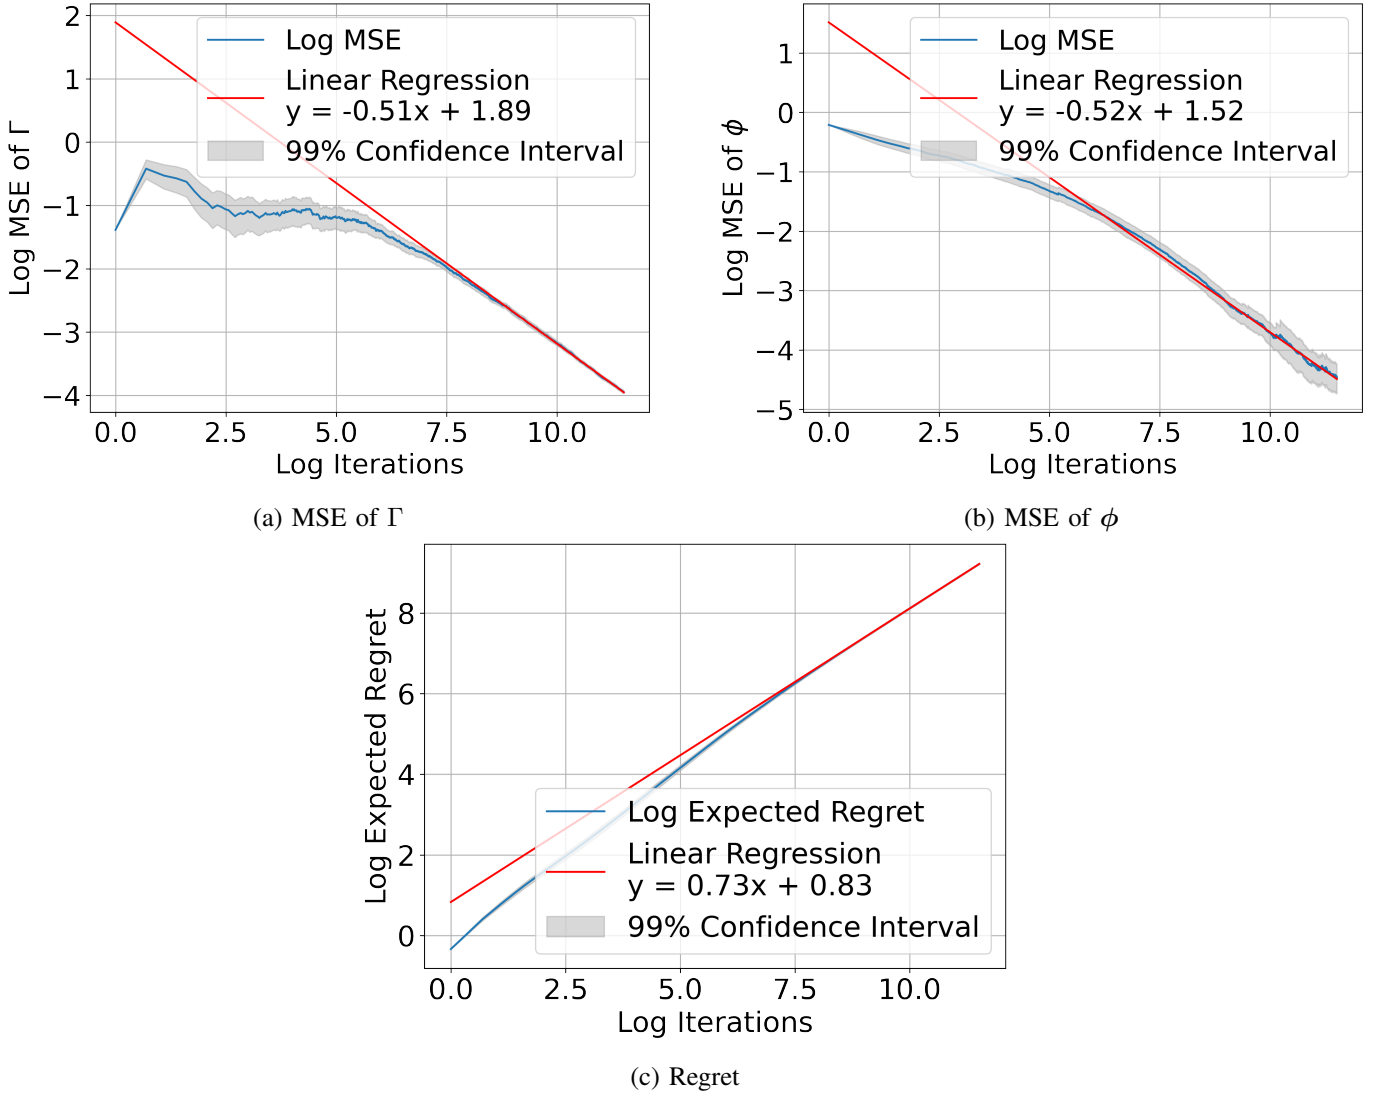 Log MSE
Linear Regression
y = -0.51x + 1.89
99% Confidence Interval
2
1
0
−1
−2
−3
−4
Log MSE of Γ
0.0 2.5 5.0 7.5 10.0
Log Iterations
(a) MSE of Γ
Log MSE
Linear Regression
y = -0.52x + 1.52
99% Confidence Interval
1
0
−1
−2
−3
−4
−5
Log MSE of ϕ
0.0 2.5 5.0 7.5 10.0
Log Iterations
(b) MSE of ϕ
8
6
4
2
0
Log Expected Regret
Log Expected Regret
Linear Regression
y = 0.73x + 0.83
99% Confidence Interval
0.0 2.5 5.0 7.5 10.0
Log Iterations
(c) Regret